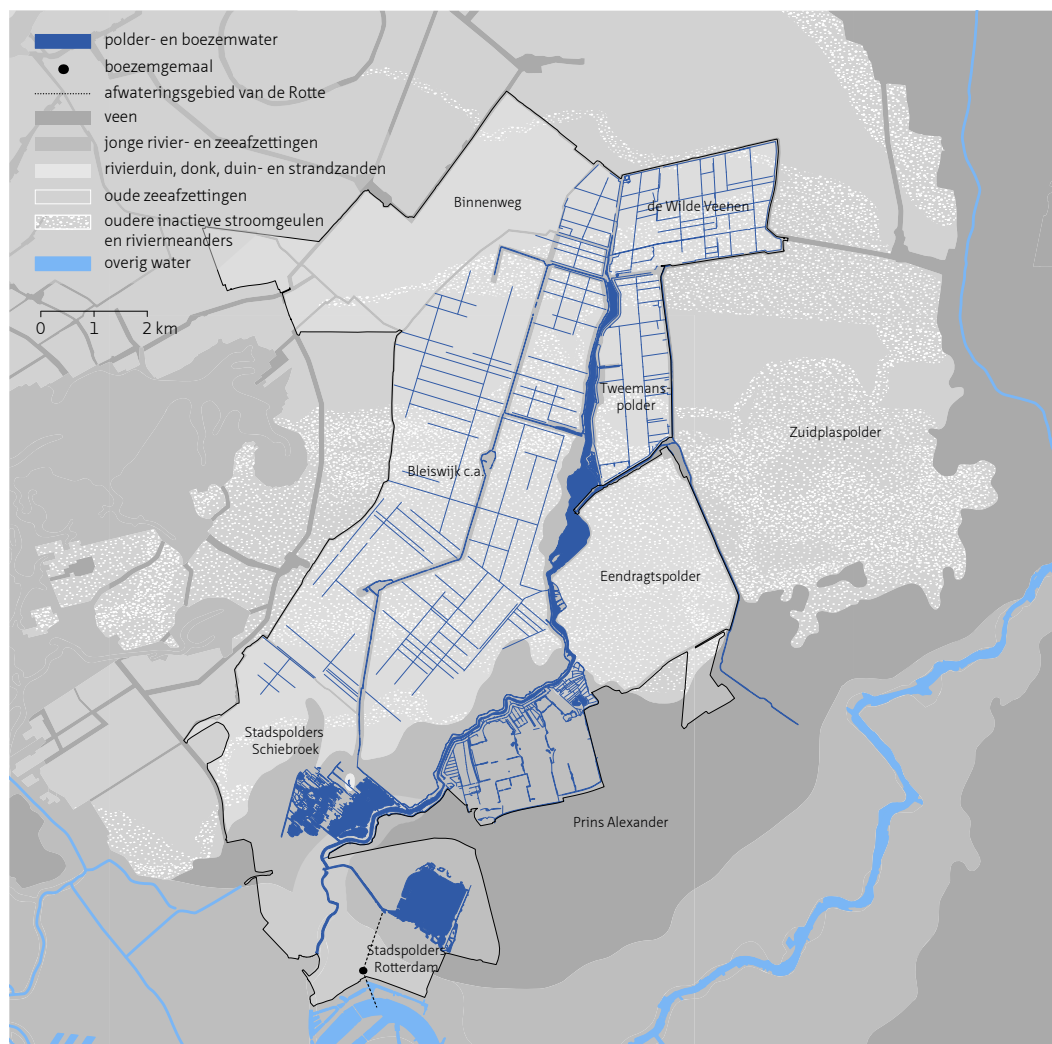 polder- en boezemwater
boezemgemaal
afwateringsgebied van de Rotte
veen
jonge rivier- en zeeafzettingen
rivierduin, donk, duin- en strandzanden
oude zeeafzettingen
oudere inactieve stroomgeulen
en riviermeanders
overig water
0 1 2 km
Binnenweg
de Wilde Veenen
Tweemans-
polder
Zuidplaspolder
Bleiswijk c.a.
Eendragtspolder
Stadspolders
Schiebroek
Prins Alexander
Stadspolders
Rotterdam